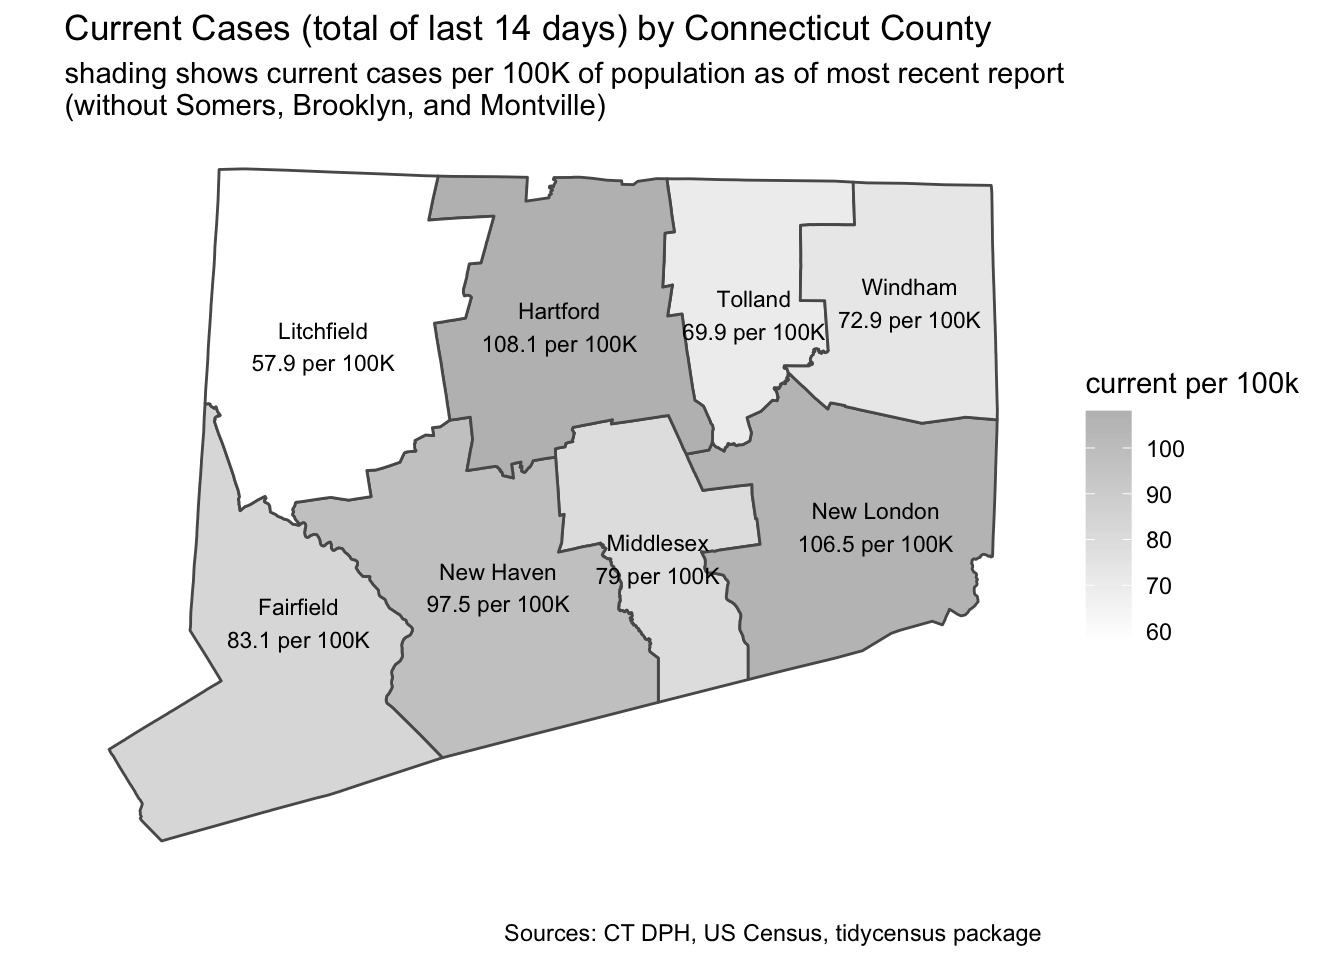 Current Cases (total of last 14 days) by Connecticut County
shading shows current cases per 100K of population as of most recent report
(without Somers, Brooklyn, and Montville)
Litchfield
57.9 per 100K
Hartford
108.1 per 100K
Tolland
69.9 per 100K
Windham
72.9 per 100K
New London
106.5 per 100K
Middlesex
79 per 100K
New Haven
97.5 per 100K
Fairfield
83.1 per 100K
current per 100k
100
90
80
70
60
Sources: CT DPH, US Census, tidycensus package